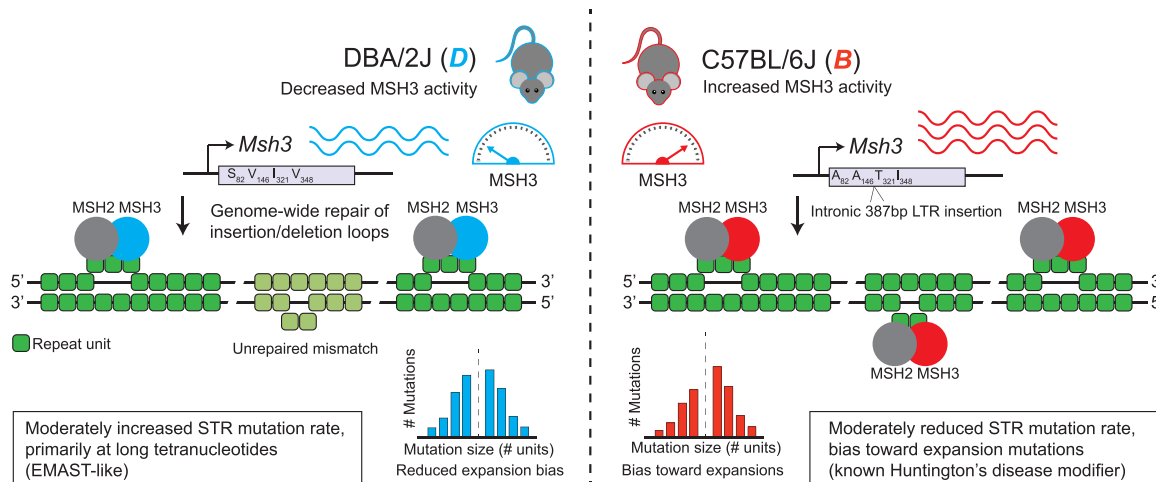 DBA/2J (D)
Decreased MSH3 activity
Msh3
S82 V146 I321 V348
MSH3
MSH2 MSH3
Genome-wide repair of
insertion/deletion loops
MSH2 MSH3
5’
3’
3’
5’
Repeat unit
Unrepaired mismatch
# Mutations
Mutation size (# units)
Reduced expansion bias
Moderately increased STR mutation rate,
primarily at long tetranucleotides
(EMAST-like)
C57BL/6J (B)
Increased MSH3 activity
MSH3
Msh3
A82 A146 T321 I348
Intronic 387bp LTR insertion
MSH2 MSH3
MSH2 MSH3
5’
3’
3’
5’
MSH2 MSH3
# Mutations
Mutation size (# units)
Bias toward expansions
Moderately reduced STR mutation rate,
bias toward expansion mutations
(known Huntington’s disease modifier)